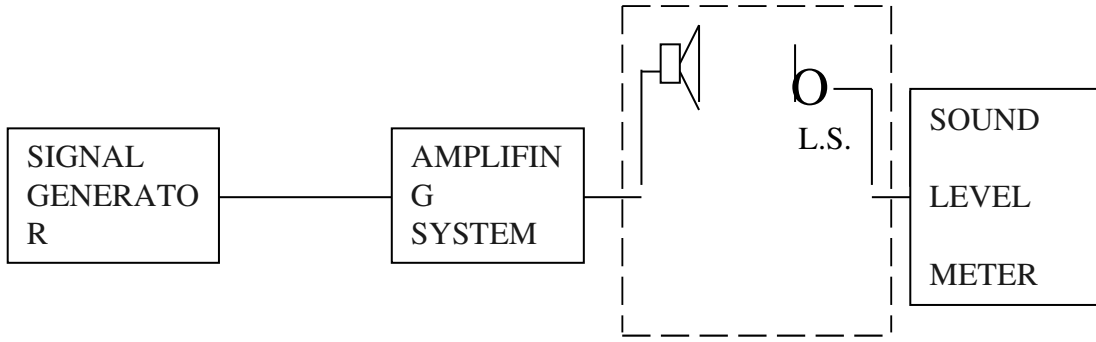 SIGNAL
GENERATO
R
AMPLIFIN
G
SYSTEM
L.S.
SOUND
LEVEL
METER